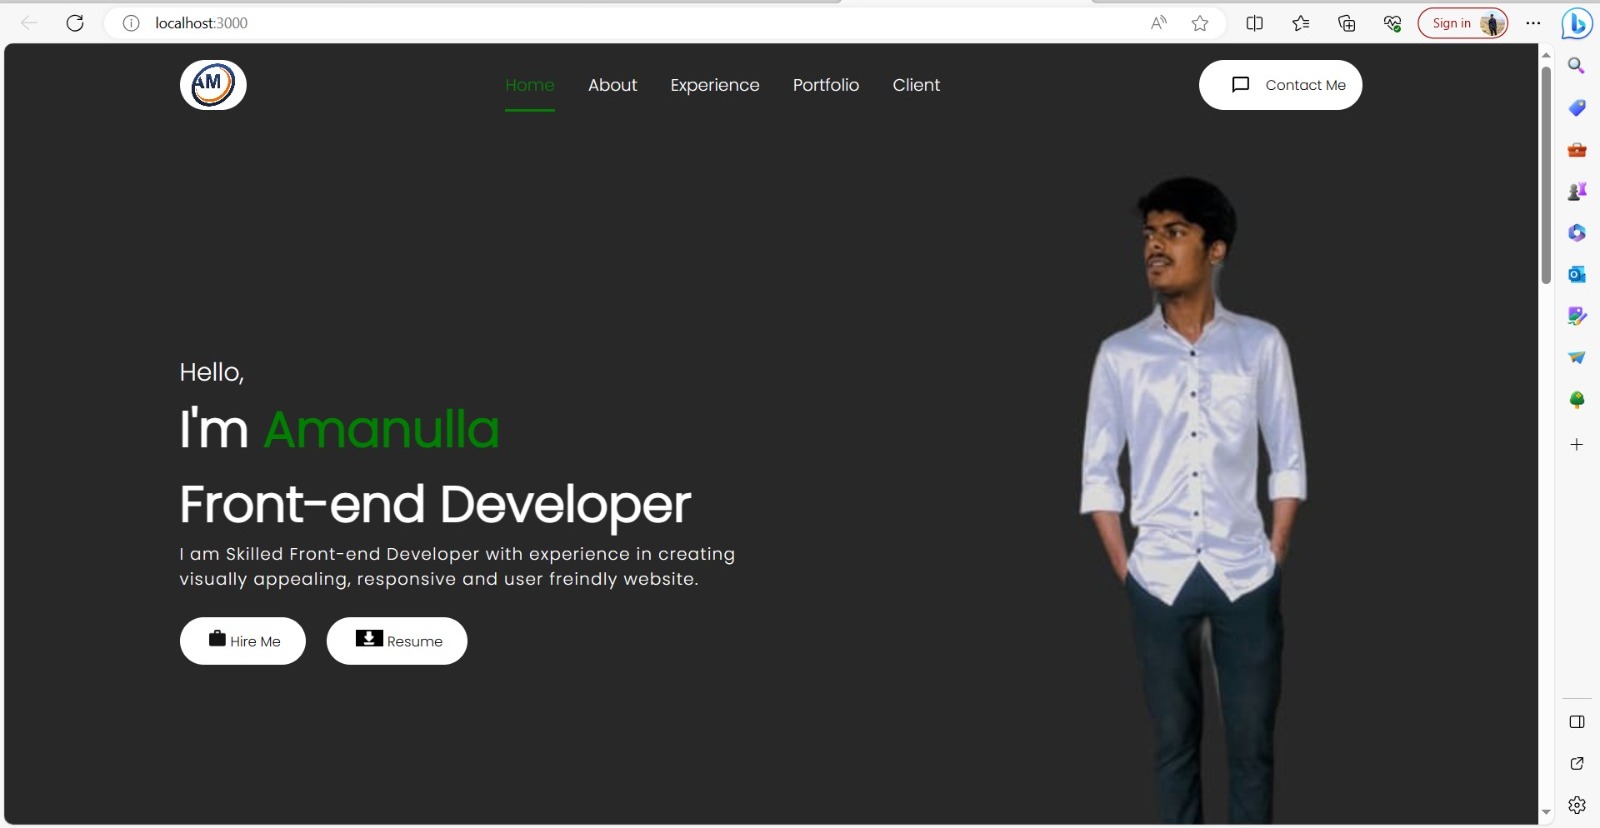 localhost:3000
Sign in
AM
Home
About
Experience
Portfolio
Client
Contact Me
Hello,
I'm Amanulla
Front-end Developer
I am Skilled Front-end Developer with experience in creating
visually appealing, responsive and user freindly website.
Hire Me
Resume